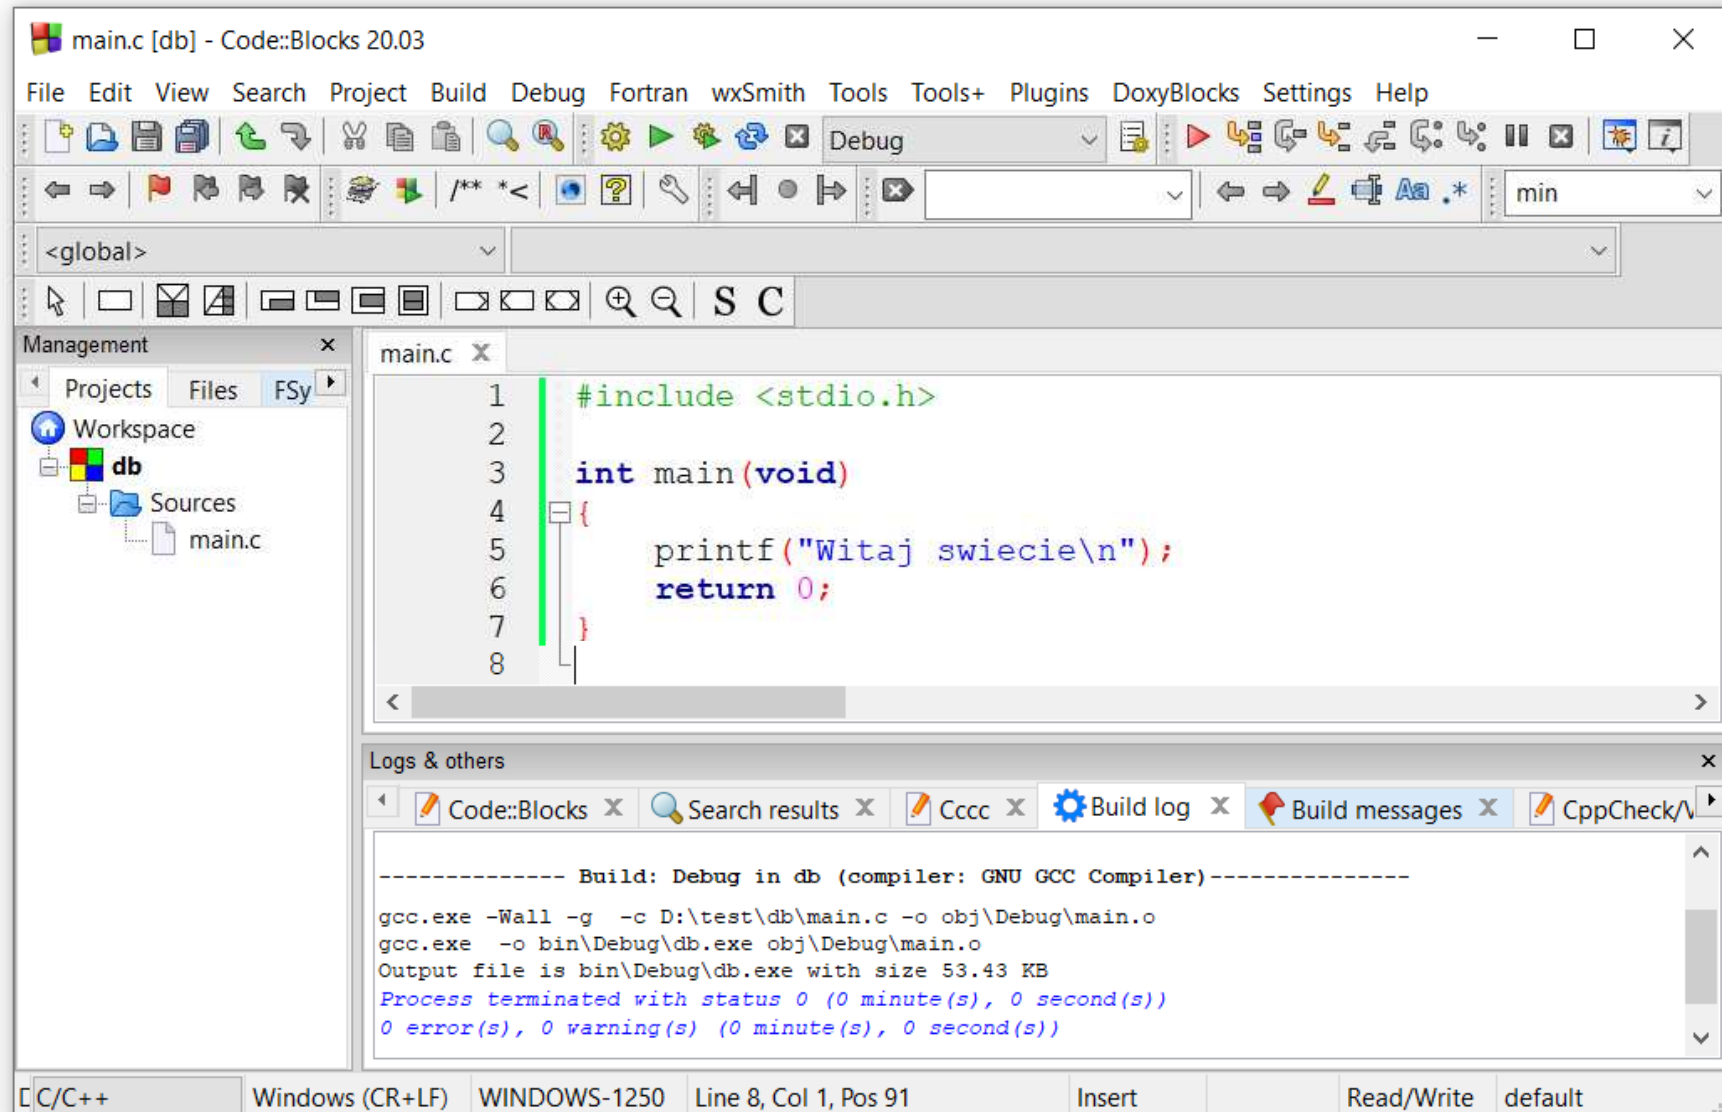 main.c [db] - Code::Blocks 20.03
File Edit View Search Project Build Debug Fortran wxSmith Tools Tools+ Plugins DoxyBlocks Settings Help
Debug
/** *< Aa .* min
<global>
S C
Management
Projects Files FSy
Workspace
db
Sources
main.c
main.c
1 #include <stdio.h>
2
3 int main(void)
4 {
5 printf("Witaj swiecie\n");
6 return 0;
7 }
8
Logs & others
Code::Blocks Search results Cccc Build log Build messages CppCheck/V
-------------- Build: Debug in db (compiler: GNU GCC Compiler)---------------
gcc.exe -Wall -g  -c D:\test\db\main.c -o obj\Debug\main.o
gcc.exe  -o bin\Debug\db.exe obj\Debug\main.o
Output file is bin\Debug\db.exe with size 53.43 KB
Process terminated with status 0 (0 minute(s), 0 second(s))
0 error(s), 0 warning(s) (0 minute(s), 0 second(s))
C/C++ Windows (CR+LF) WINDOWS-1250 Line 8, Col 1, Pos 91 Insert Read/Write default